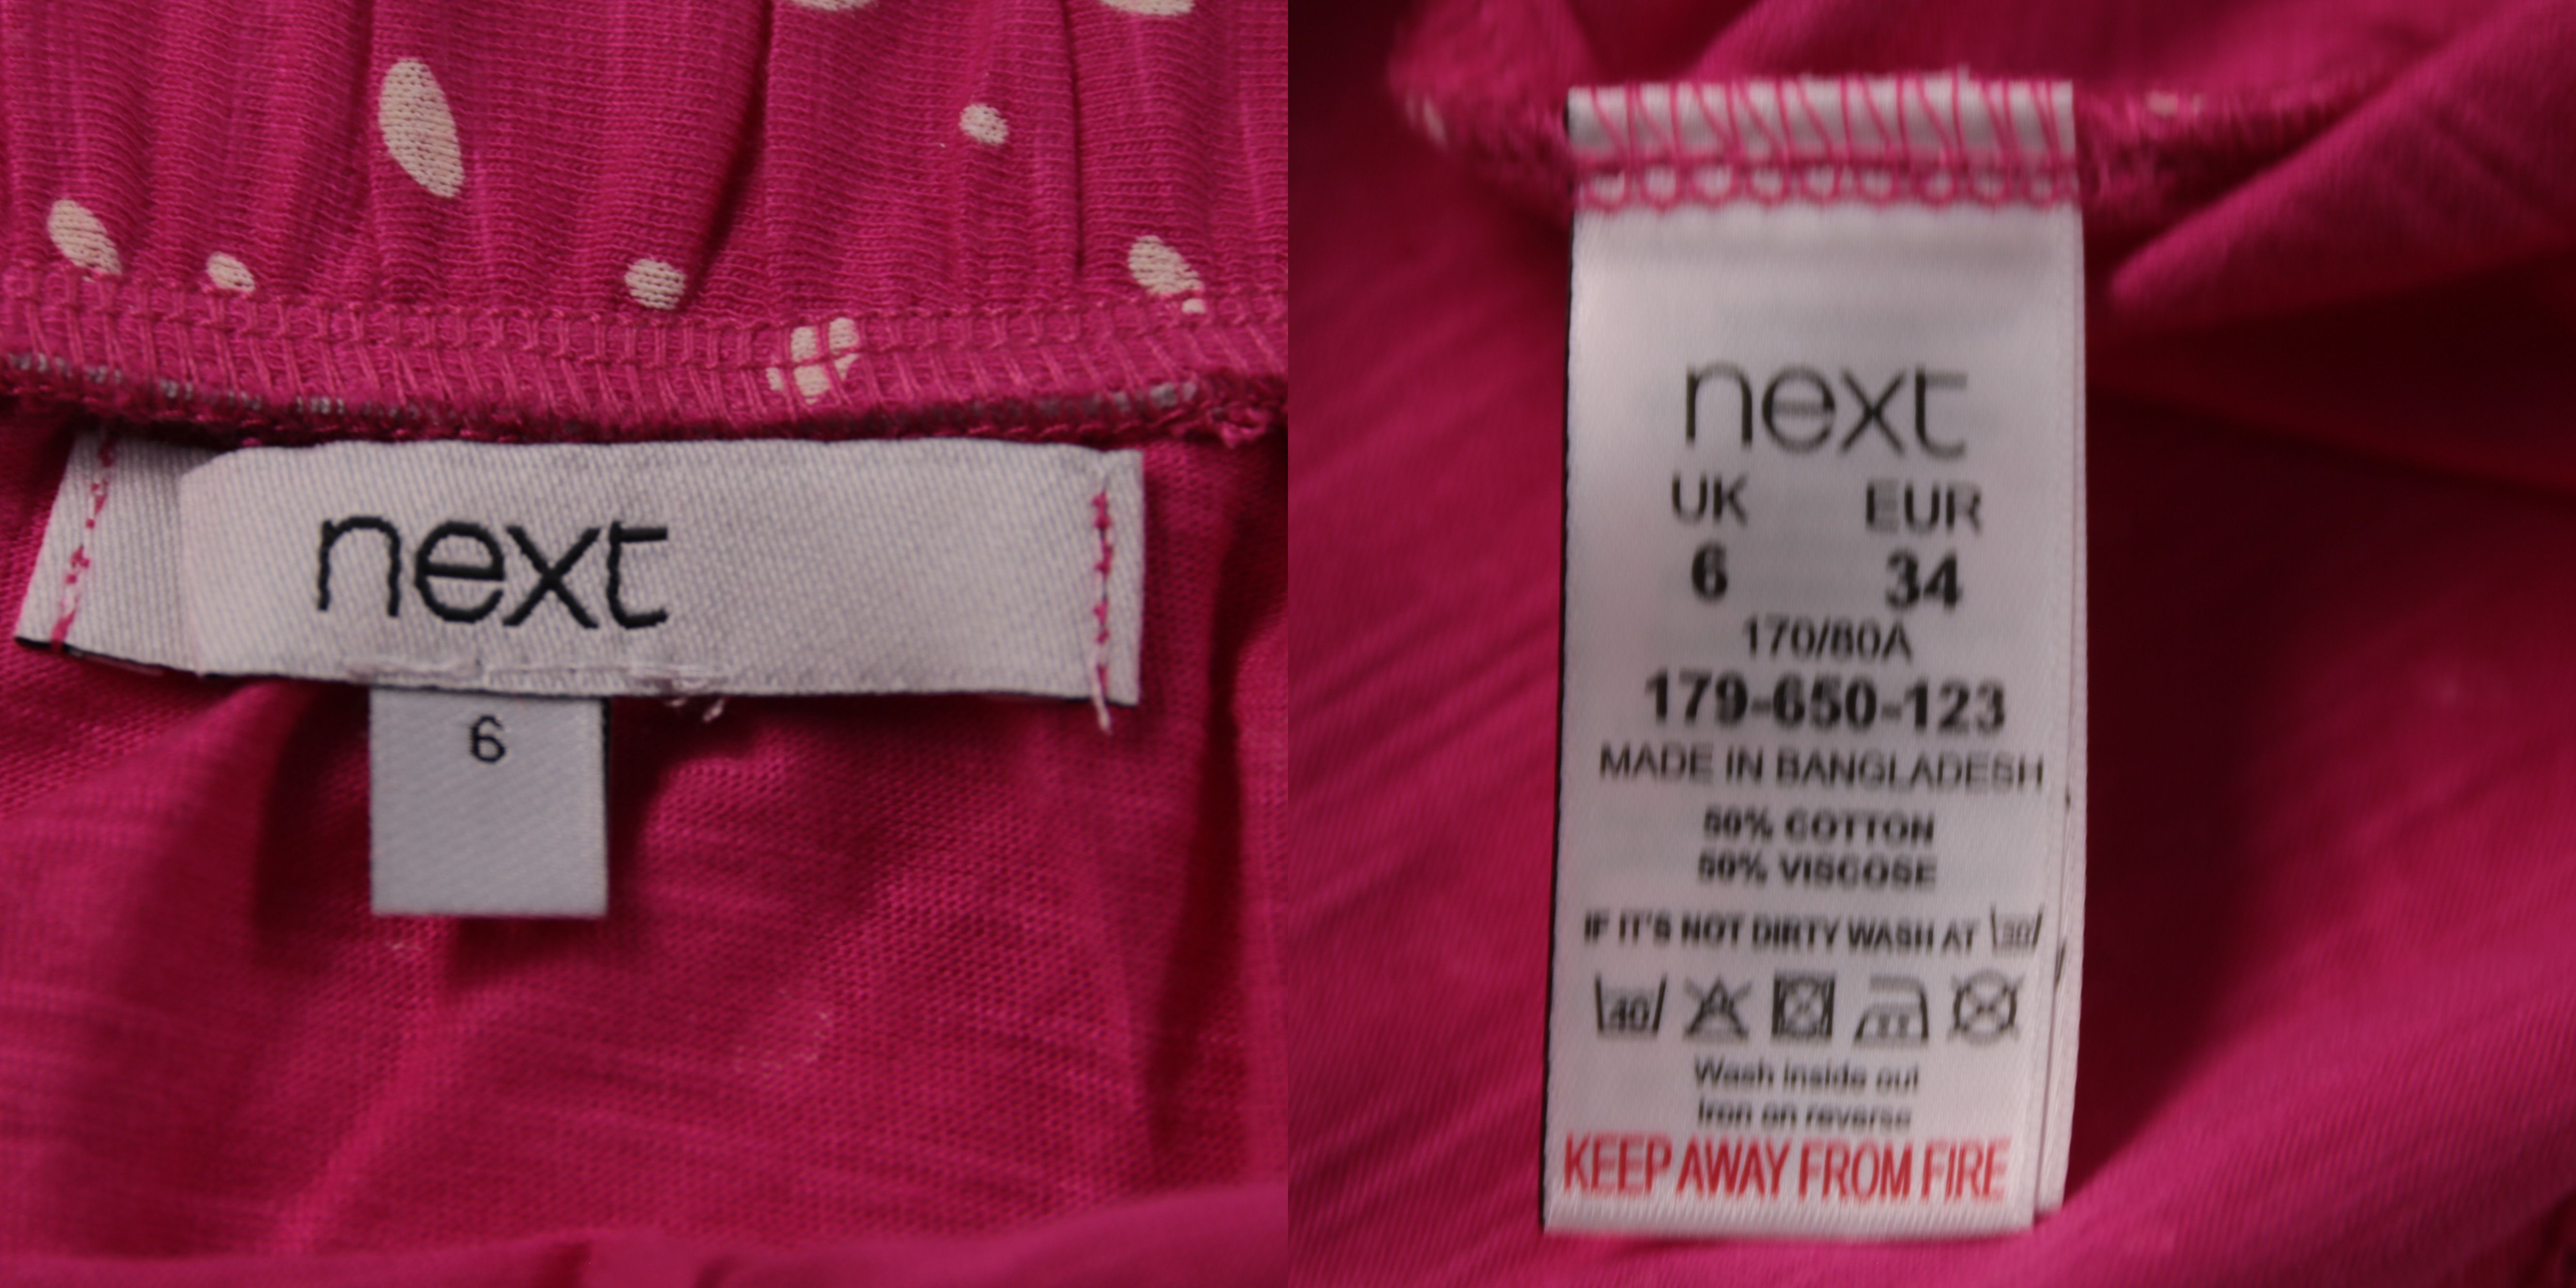 next
6
next
UK EUR
6 34
170/80A
179-650-123
MADE IN BANGLADESH
50% COTTON
50% VISCOSE
IF IT'S NOT DIRTY WASH AT 30
40
Wash inside out
Iron on reverse
KEEP AWAY FROM FIRE